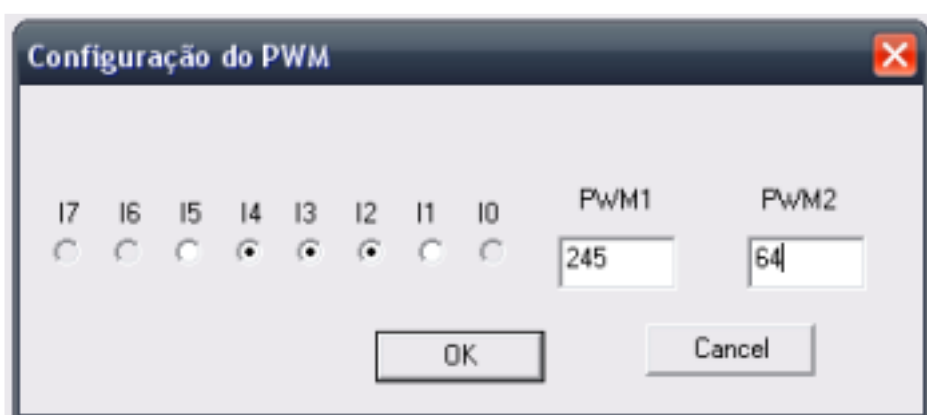 Configuração do PWM
I7 I6 I5 I4 I3 I2 I1 I0 PWM1 PWM2
245 64
OK Cancel